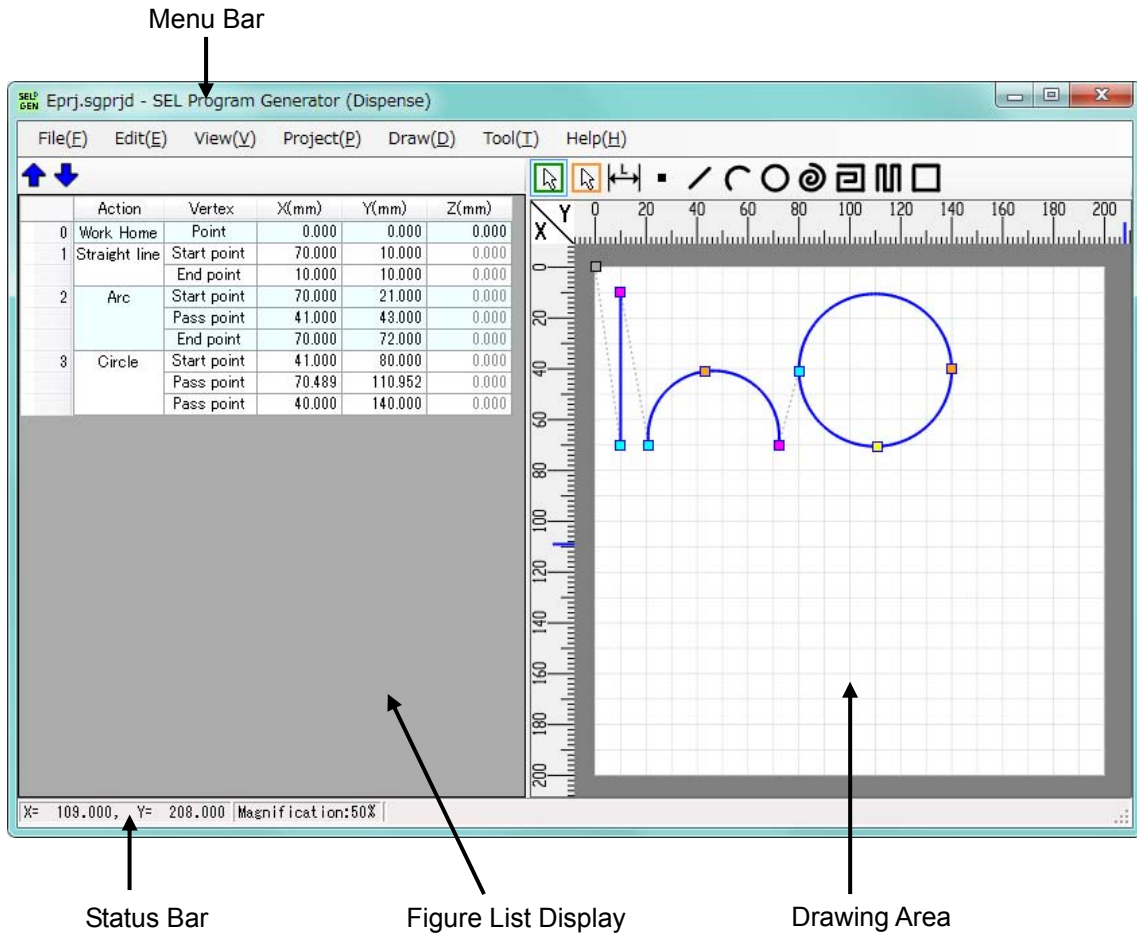 Menu Bar
SELP GEN Eprj.sgprjd - SEL Program Generator (Dispense)
File(F) Edit(E) View(V) Project(P) Draw(D) Tool(T) Help(H)
L
Action Vertex X(mm) Y(mm) Z(mm)
0 Work Home Point 0.000 0.000 0.000
1 Straight line Start point 70.000 10.000 0.000
End point 10.000 10.000 0.000
2 Arc Start point 70.000 21.000 0.000
Pass point 41.000 43.000 0.000
End point 70.000 72.000 0.000
3 Circle Start point 41.000 80.000 0.000
Pass point 70.489 110.952 0.000
Pass point 40.000 140.000 0.000
Y 0 20 40 60 80 100 120 140 160 180 200
X
0
20
40
60
80
100
120
140
160
180
200
X= 109.000, Y= 208.000 Magnification:50%
Status Bar Figure List Display Drawing Area